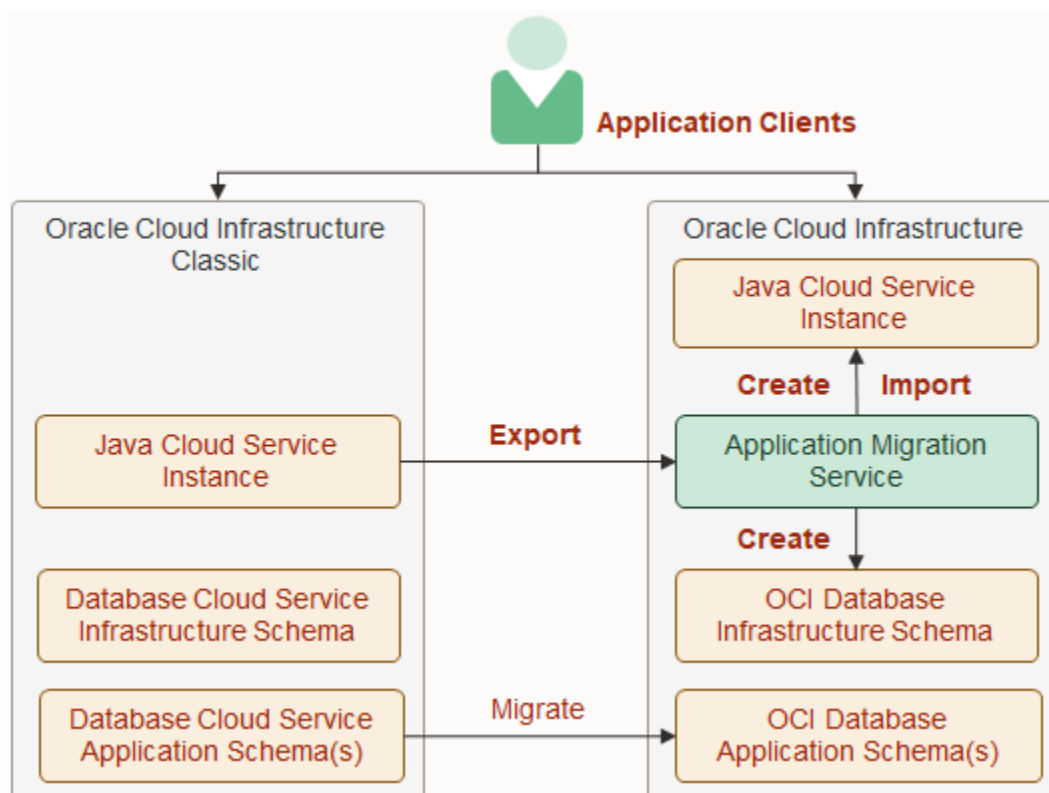 Application Clients
Oracle Cloud Infrastructure
Classic
Java Cloud Service
Instance
Database Cloud Service
Infrastructure Schema
Database Cloud Service
Application Schema(s)
Export
Migrate
Oracle Cloud Infrastructure
Java Cloud Service
Instance
Create Import
Application Migration
Service
Create
OCI Database
Infrastructure Schema
OCI Database
Application Schema(s)